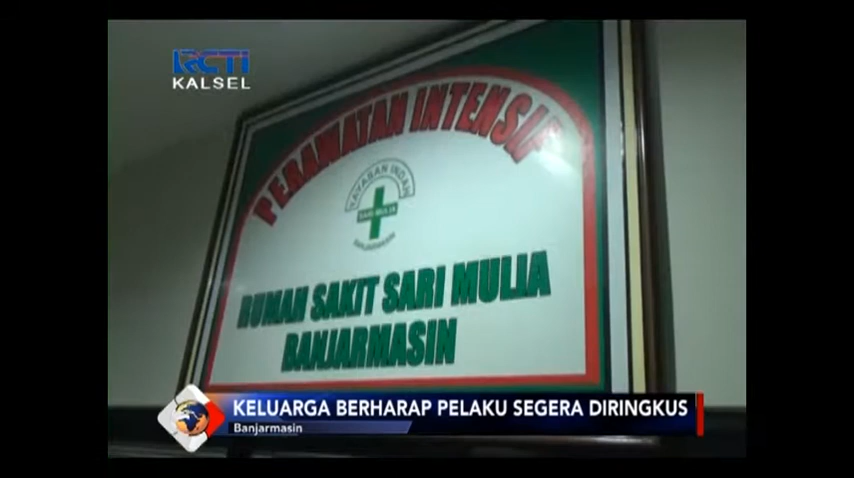 RCTI
KALSEL
PERAWATAN INTENSIF
YAYASAN INDAH
SARI MULIA
BANJARMASIN
RUMAH SAKIT SARI MULIA
BANJARMASIN
KELUARGA BERHARAP PELAKU SEGERA DIRINGKUS
Banjarmasin